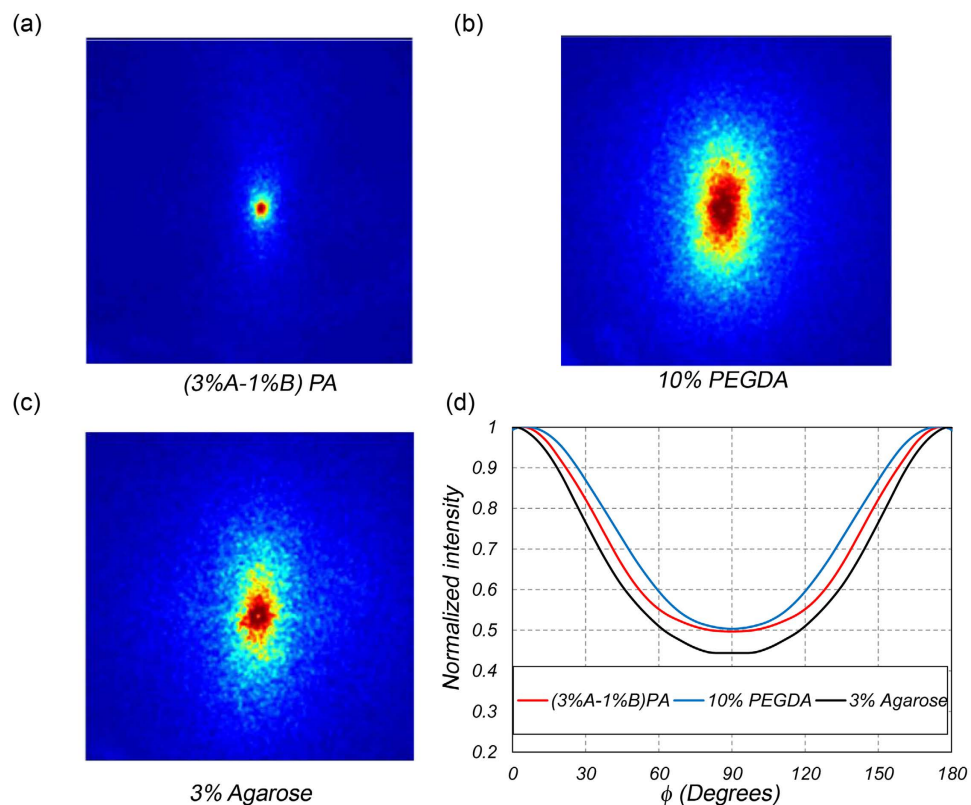 (a)
(b)
(3%A-1%B) PA
10% PEGDA
(c)
(d)
3% Agarose
Normalized intensity
1
0.9
0.8
0.7
0.6
0.5
0.4
0.3
0.2
(3%A-1%B)PA 10% PEGDA 3% Agarose
0 30 60 90 120 150 180
ϕ (Degrees)